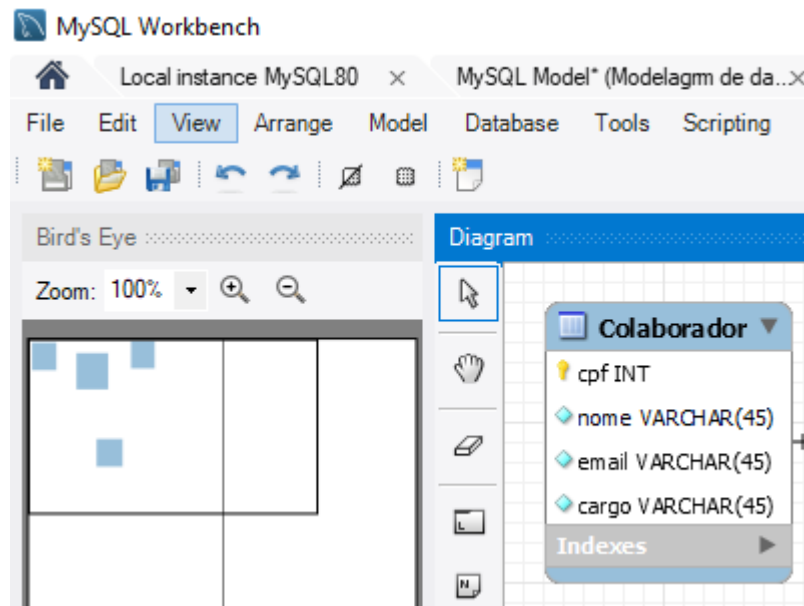 MySQL Workbench
Local instance MySQL80
MySQL Model* (Modelagrm de da...
File Edit View Arrange Model Database Tools Scripting
Bird's Eye
Diagram
Zoom: 100%
Colaborador
cpf INT
nome VARCHAR(45)
email VARCHAR(45)
cargo VARCHAR(45)
Indexes
L
N